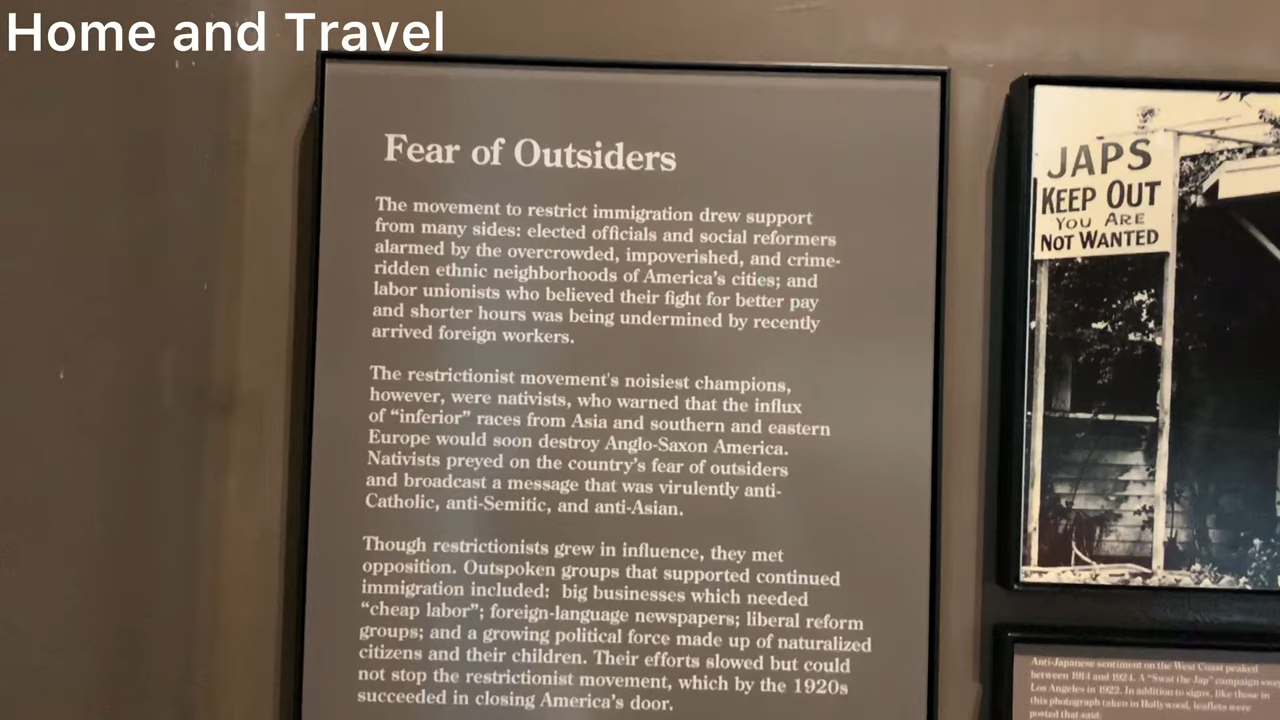 Home and Travel
Fear of Outsiders
The movement to restrict immigration drew support
from many sides: elected officials and social reformers
alarmed by the overcrowded, impoverished, and crime-
ridden ethnic neighborhoods of America's cities; and
labor unionists who believed their fight for better pay
and shorter hours was being undermined by recently
arrived foreign workers.
The restrictionist movement's noisiest champions,
however, were nativists, who warned that the influx
of "inferior" races from Asia and southern and eastern
Europe would soon destroy Anglo-Saxon America.
Nativists preyed on the country's fear of outsiders
and broadcast a message that was virulently anti-
Catholic, anti-Semitic, and anti-Asian.
Though restrictionists grew in influence, they met
opposition. Outspoken groups that supported continued
immigration included: big businesses which needed
"cheap labor"; foreign-language newspapers; liberal reform
groups; and a growing political force made up of naturalized
citizens and their children. Their efforts slowed but could
not stop the restrictionist movement, which by the 1920s
succeeded in closing America's door.
JAPS
KEEP OUT
YOU ARE
NOT WANTED
Anti-Japanese sentiment on the West Coast peaked
between 1914 and 1924. A "Swat the Jap" campaign
Los Angeles in 1922. In addition to signs, like those in
this photograph taken in Hollywood, leaflets were
posted that said: